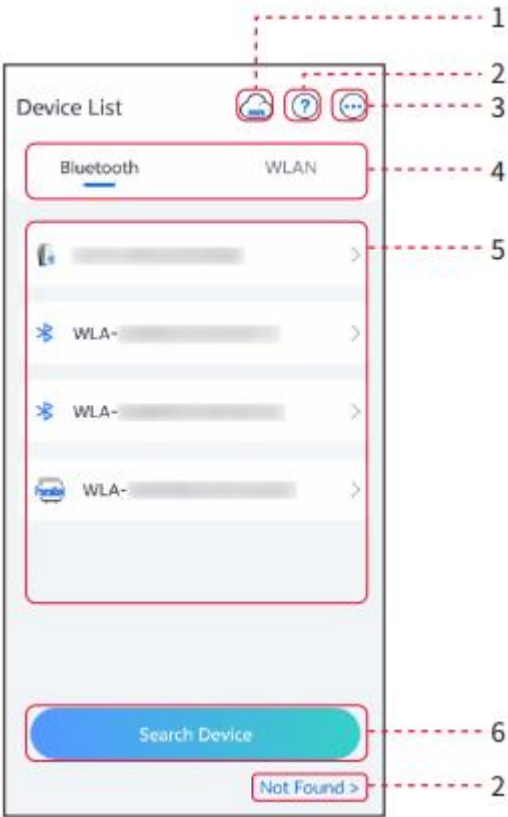 1
2
Device List ? 3
Bluetooth WLAN 4
5
WLA-
WLA-
WLA-
Search Device 6
Not Found > 2